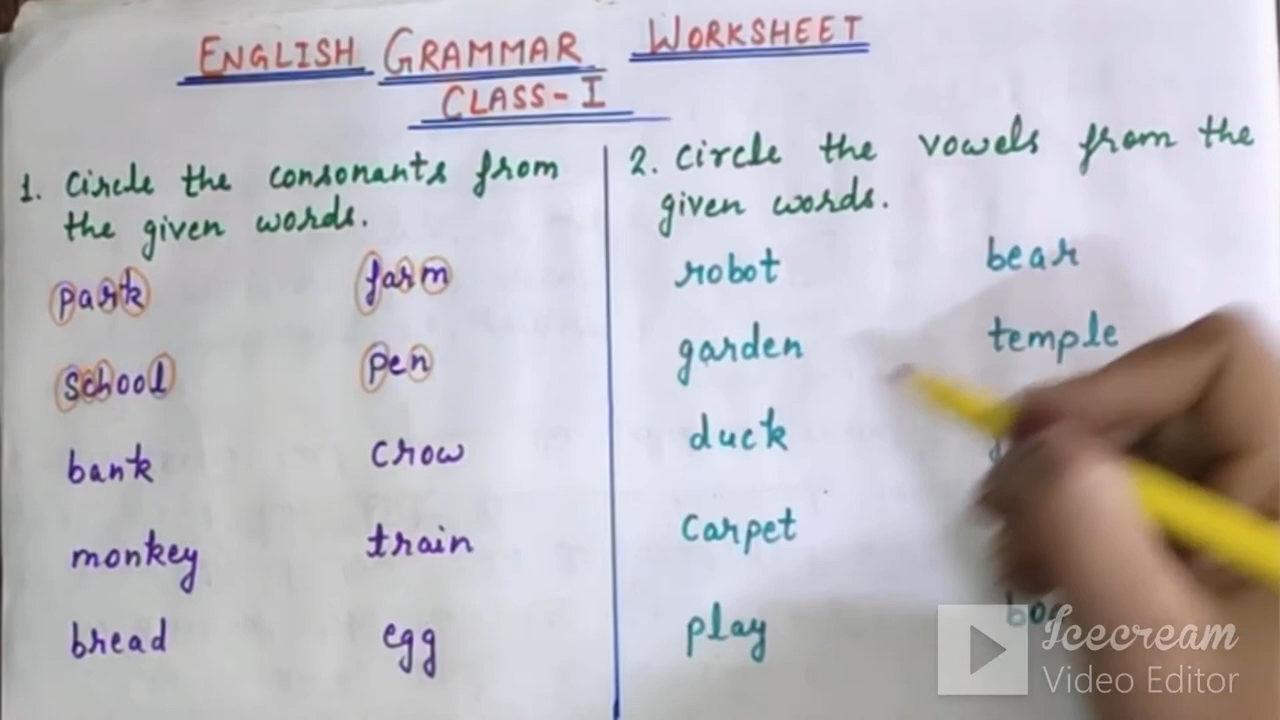 ENGLISH GRAMMAR WORKSHEET
CLASS-I
1. Circle the consonants from
the given words.
park farm
school pen
bank crow
monkey train
bread egg
2. Circle the vowels from the
given words.
robot bear
garden temple
duck
carpet
play
Icecream
Video Editor